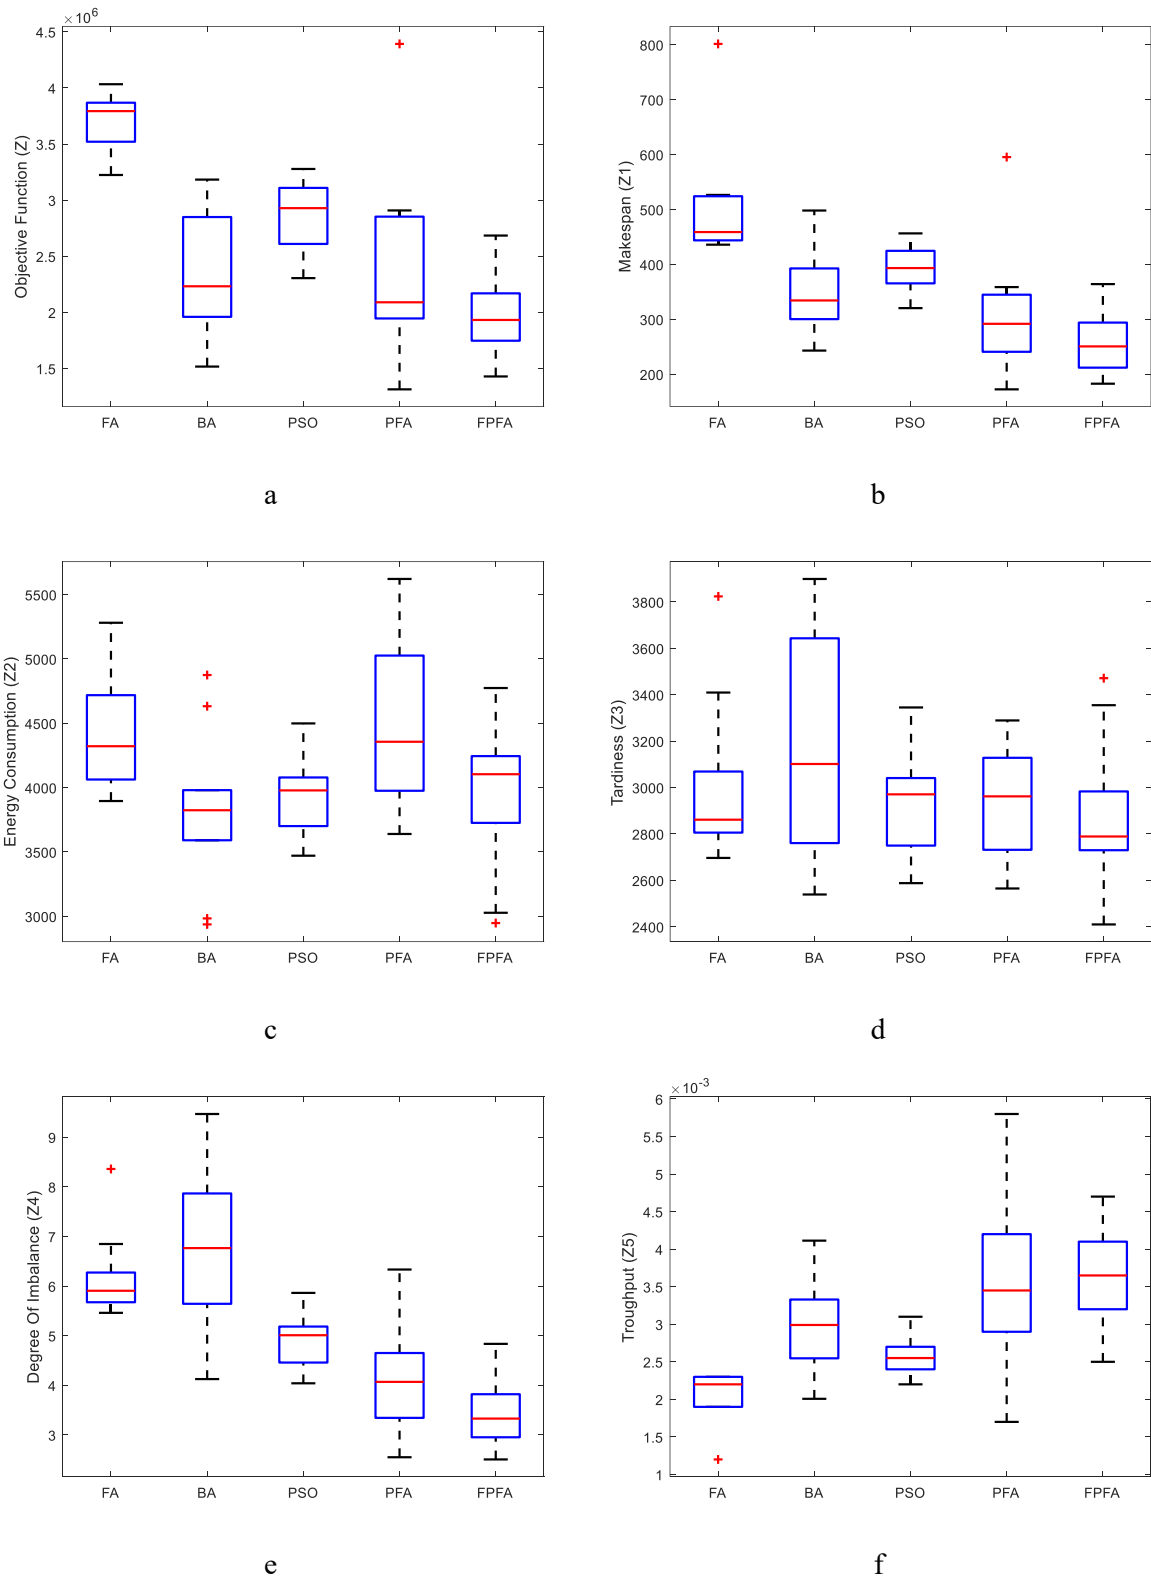 ×10^6
4.5
4
3.5
3
2.5
2
1.5
Objective Function (Z)
FA BA PSO PFA FPFA
a
800
700
600
500
400
300
200
Makespan (Z1)
FA BA PSO PFA FPFA
b
5500
5000
4500
4000
3500
3000
Energy Consumption (Z2)
FA BA PSO PFA FPFA
c
3800
3600
3400
3200
3000
2800
2600
2400
Tardiness (Z3)
FA BA PSO PFA FPFA
d
9
8
7
6
5
4
3
Degree Of Imbalance (Z4)
FA BA PSO PFA FPFA
e
×10^-3
6
5.5
5
4.5
4
3.5
3
2.5
2
1.5
1
Troughput (Z5)
FA BA PSO PFA FPFA
f